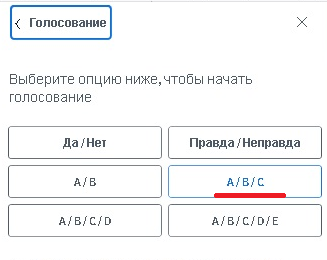 Голосование
Выберите опцию ниже, чтобы начать
голосование
Да / Нет
Правда / Неправда
A / B
A / B / C
A / B / C / D
A / B / C / D / E